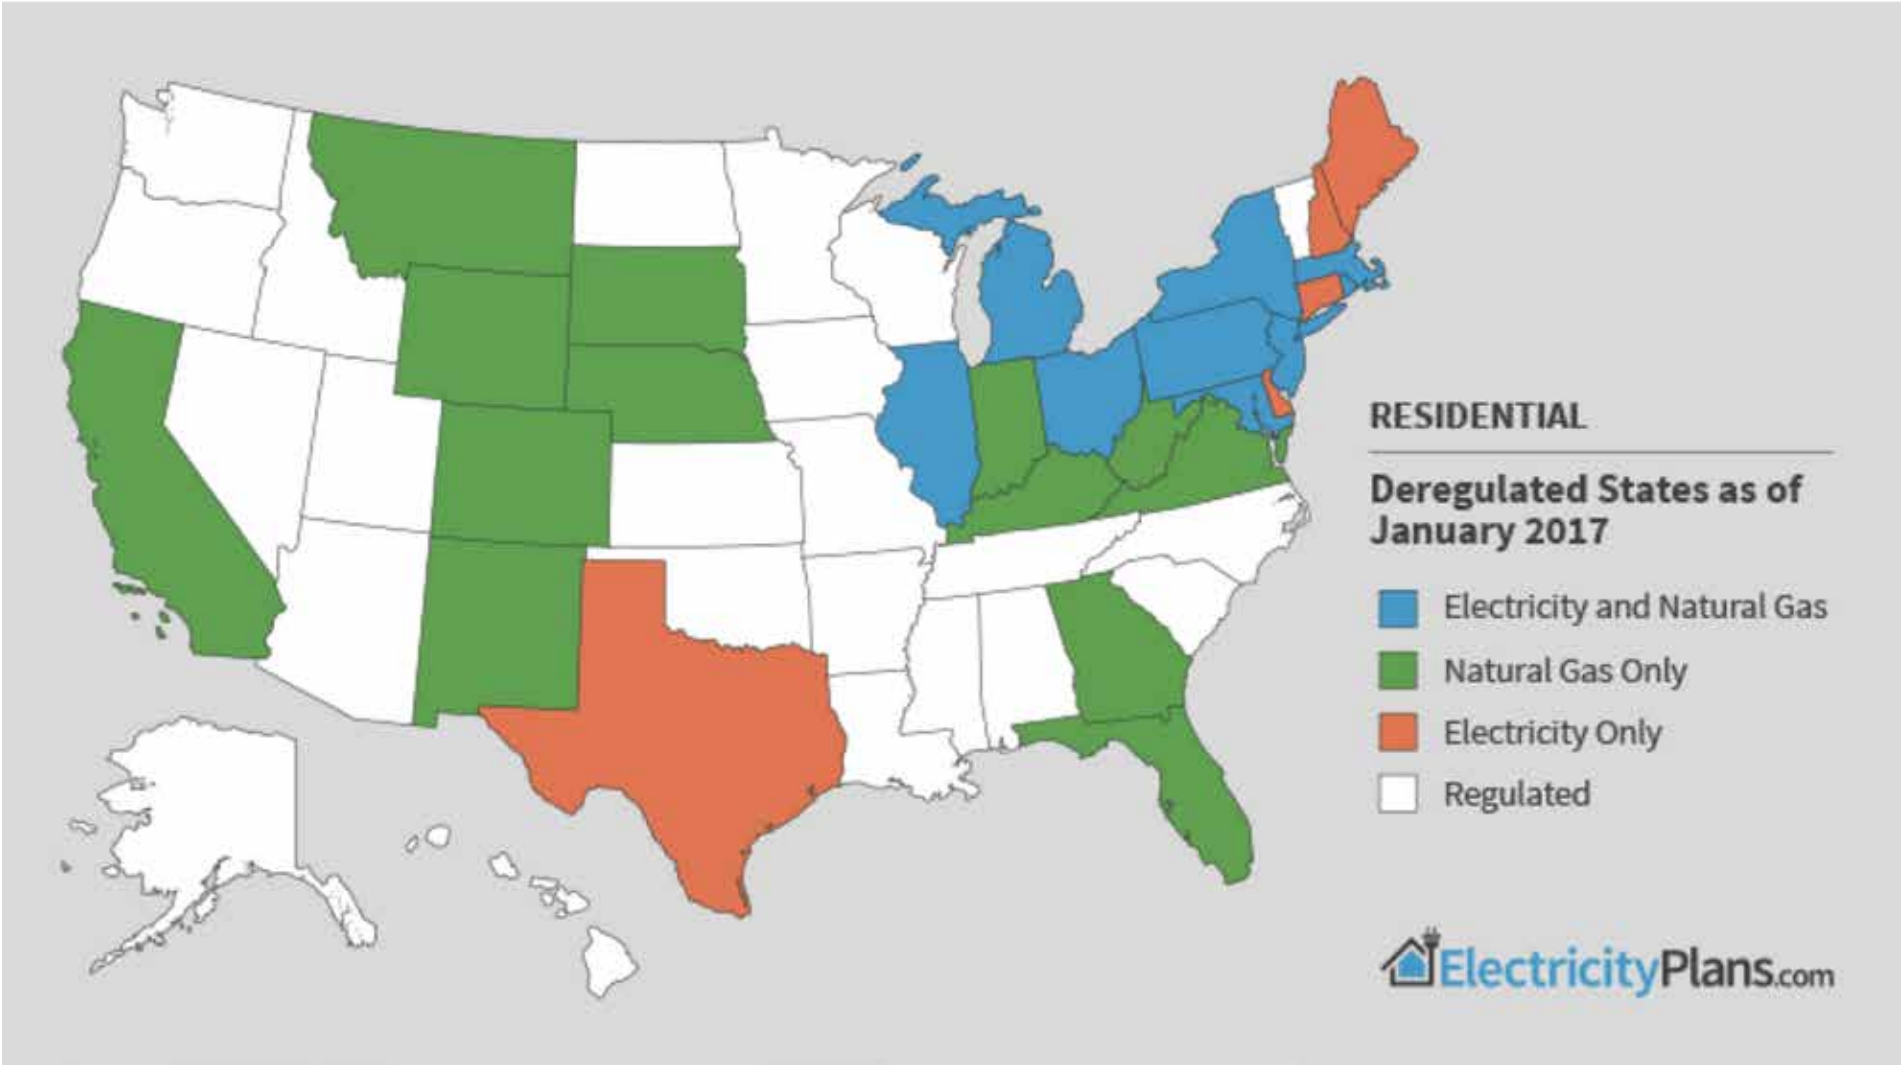 RESIDENTIAL
Deregulated States as of
January 2017
Electricity and Natural Gas
Natural Gas Only
Electricity Only
Regulated
ElectricityPlans.com